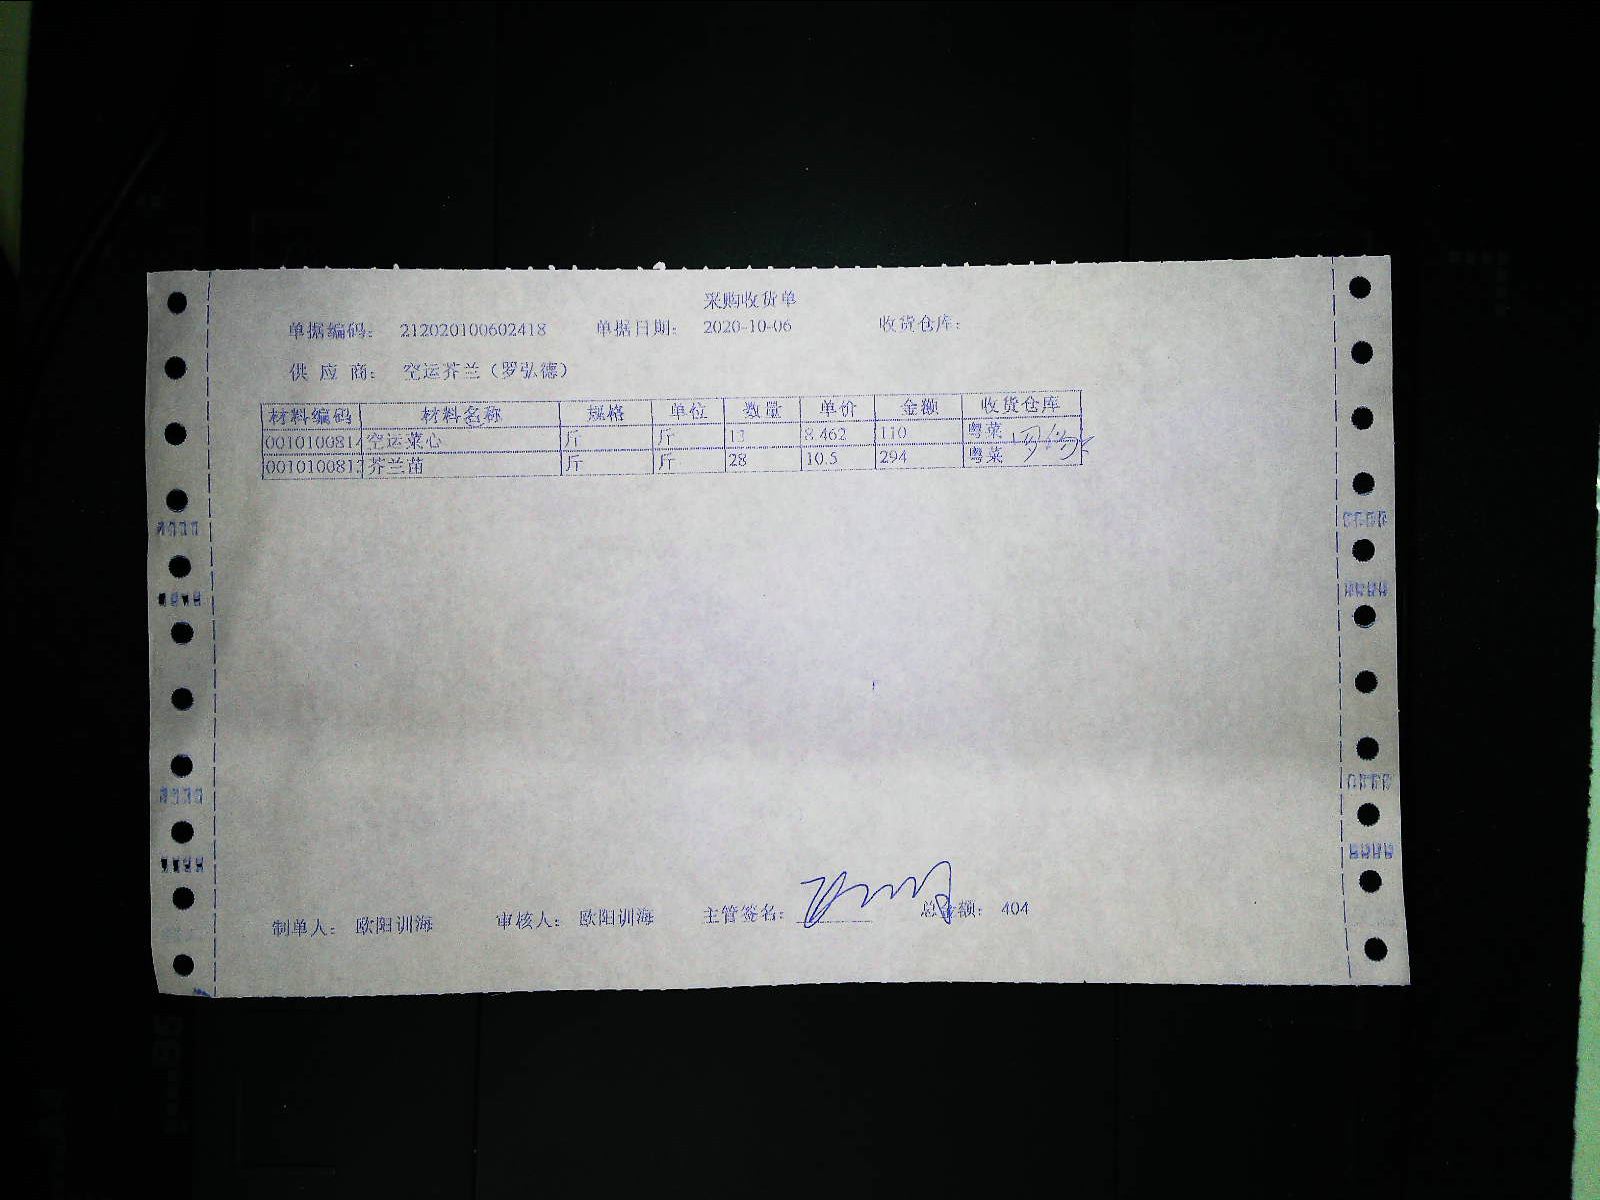 采购收货单
单据编码： 212020100602418 单据日期： 2020-10-06 收货仓库：
供 应 商： 空运芥兰（罗弘德）
材料编码 材料名称 规格 单位 数量 单价 金额 收货仓库
0010100814 空运菜心 斤 斤 13 8.462 110 粤菜
001010081 芥兰苗 斤 斤 28 10.5 294 粤菜
制单人： 欧阳训海 审核人： 欧阳训海 主管签名： 总金额： 404